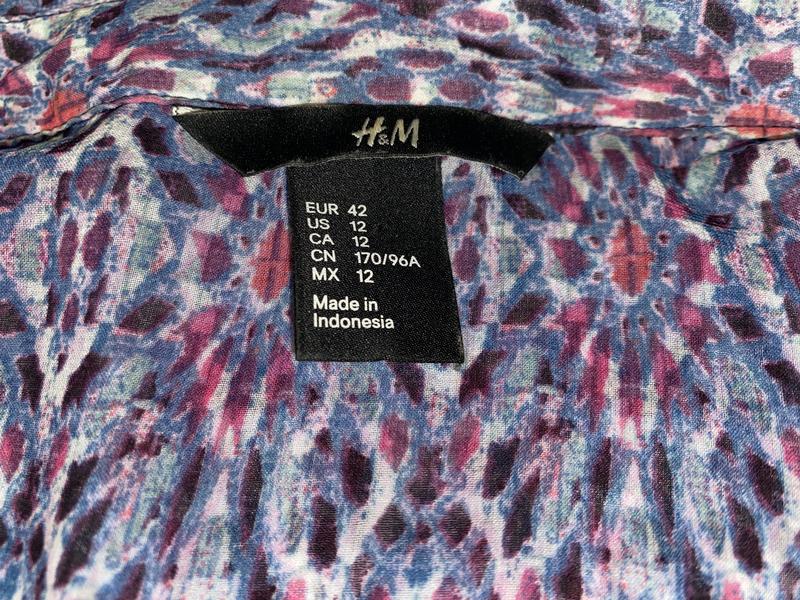 H&M
EUR 42
US 12
CA 12
CN 170/96A
MX 12
Made in
Indonesia